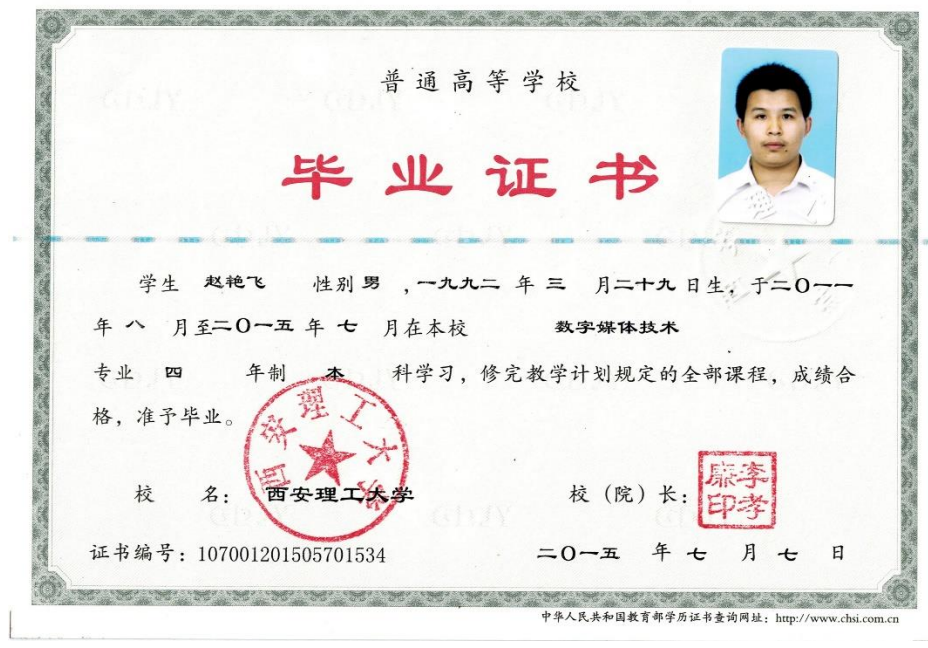 普通高等学校
毕业证书
学生 赵艳飞 性别 男 ，一九九二 年 三 月二十九 日生，于二〇一一
年 八 月至二〇一五 年 七 月在本校 数字媒体技术
专业 四 年制 本 科学习，修完教学计划规定的全部课程，成绩合
格，准予毕业。
西安理工大学
校 名：西安理工大学 校（院）长：
李孝廉印
证书编号：107001201505701534 二〇一五 年 七 月 七 日
中华人民共和国教育部学历证书查询网址：http://www.chsi.com.cn